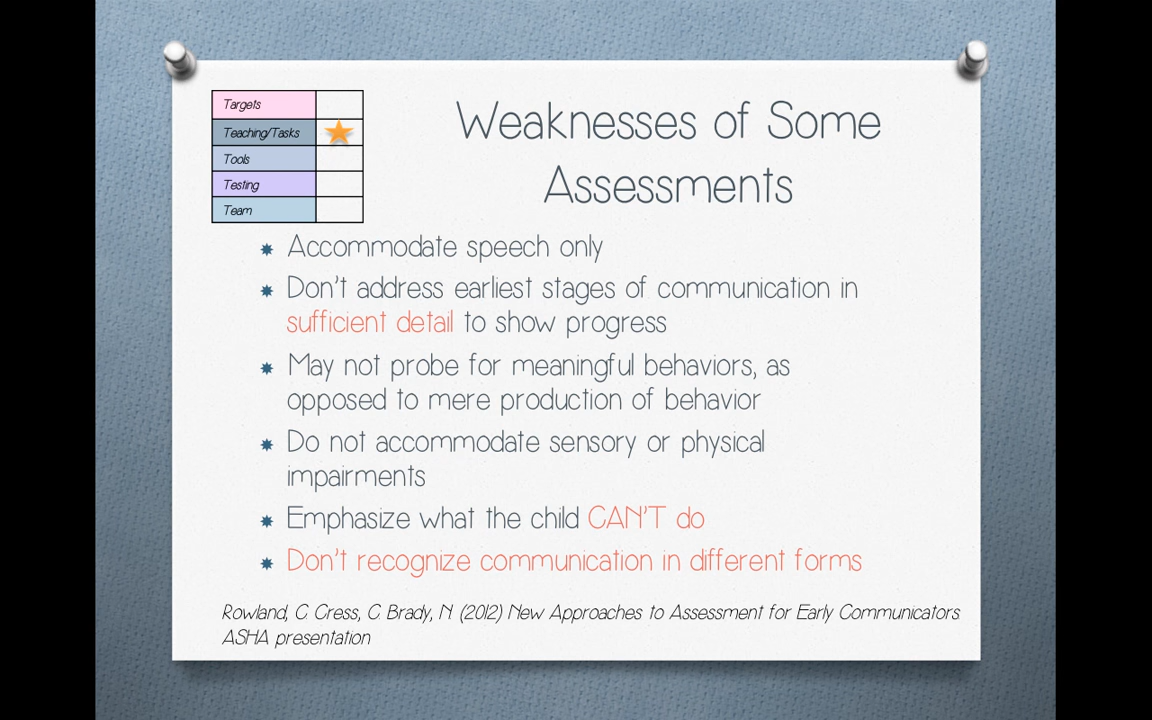 Targets
Teaching/Tasks
Tools
Testing
Team
Weaknesses of Some
Assessments
Accommodate speech only
Don't address earliest stages of communication in
sufficient detail to show progress
May not probe for meaningful behaviors, as
opposed to mere production of behavior
Do not accommodate sensory or physical
impairments
Emphasize what the child CAN'T do
Don't recognize communication in different forms
Rowland, C. Cress, C. Brady, N. (2012) New Approaches to Assessment for Early Communicators.
ASHA presentation